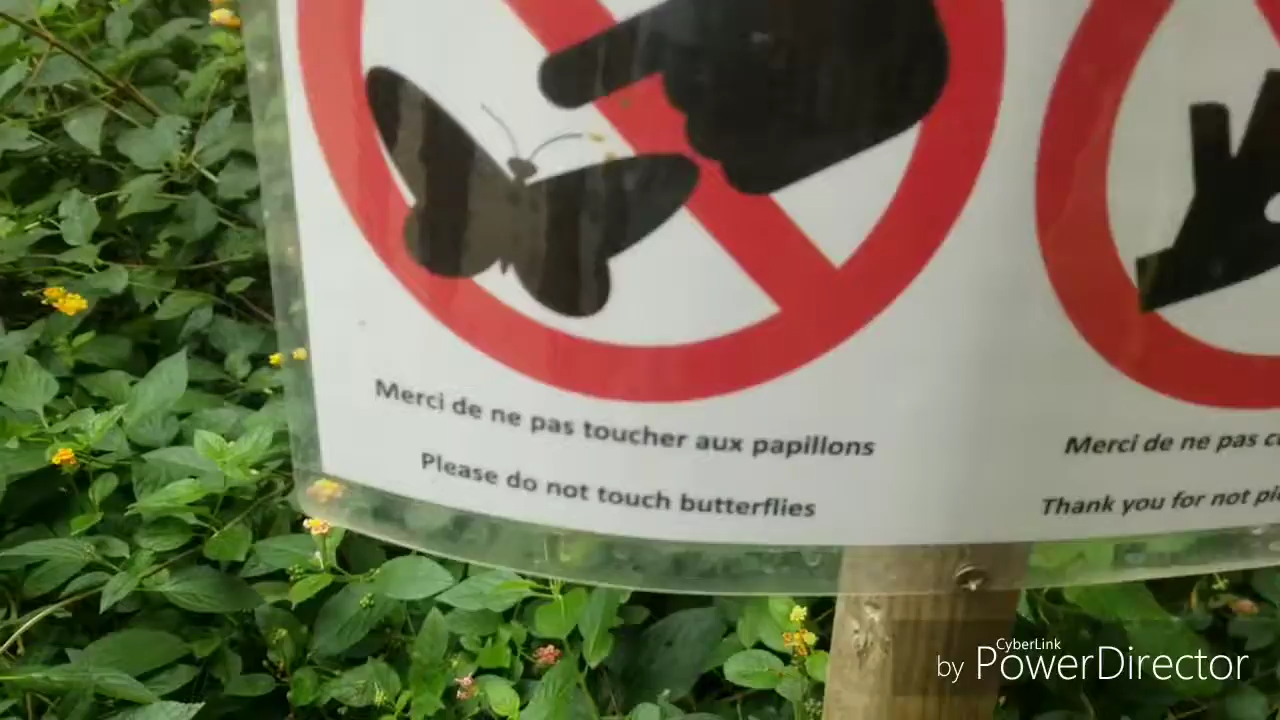 Merci de ne pas toucher aux papillons
Please do not touch butterflies
Merci de ne pas
Thank you for not
CyberLink
by PowerDirector